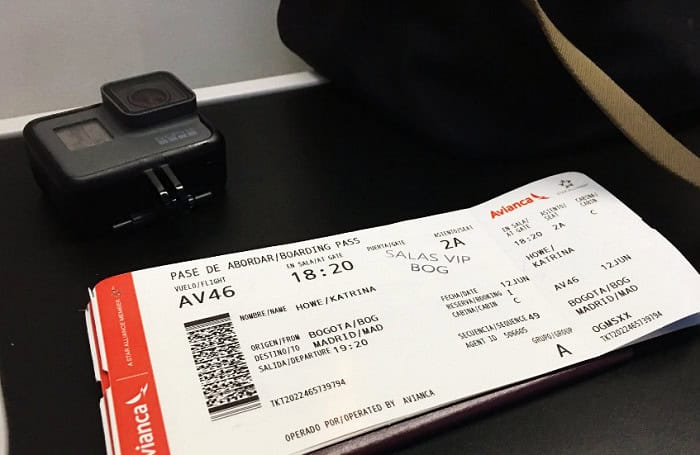 PASE DE ABORDAR/BOARDING PASS
VUELO/FLIGHT
AV46
EN SALA/AT GATE
18:20
PUERTA/GATE
ASIENTO/SEAT
2A
SALAS VIP
BOG
NOMBRE/NAME HOWE/KATRINA
ORIGEN/FROM BOGOTA/BOG
DESTINO/TO MADRID/MAD
SALIDA/DEPARTURE 19:20
TKT2022465739794
OPERADO POR/OPERATED BY AVIANCA
FECHA/DATE 12JUN
RESERVA/BOOKING I
CABINA/CABIN C
SECUENCIA/SEQUENCE 49
AGENT ID
GRUPO/GROUP
A
Avianca
STAR ALLIANCE
EN SALA/
AT GATE
18:20
ASIENTO/
SEAT
2A
CABINA/
CABIN
C
HOWE/
KATRINA
AV46 12JUN
BOGOTA/BOG
MADRID/MAD
OGMSXX
TKT2022465739794
A STAR ALLIANCE MEMBER
Avianca